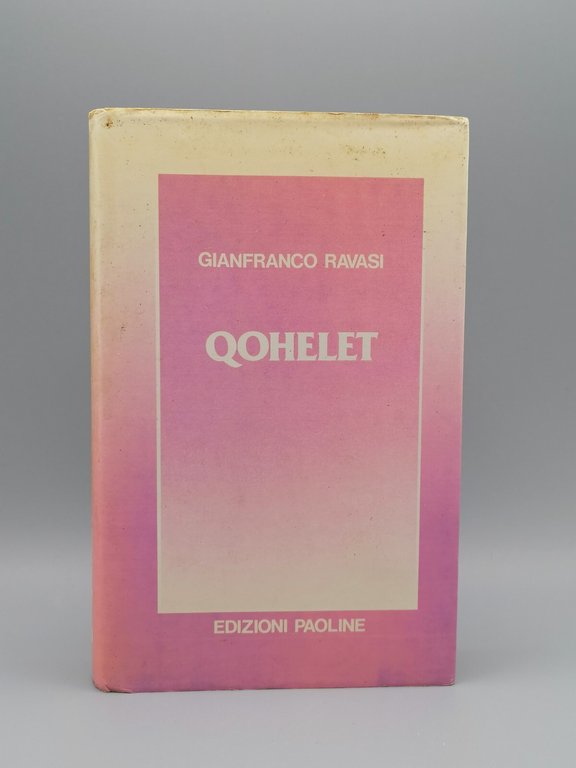 GIANFRANCO RAVASI
QOHELET
EDIZIONI PAOLINE